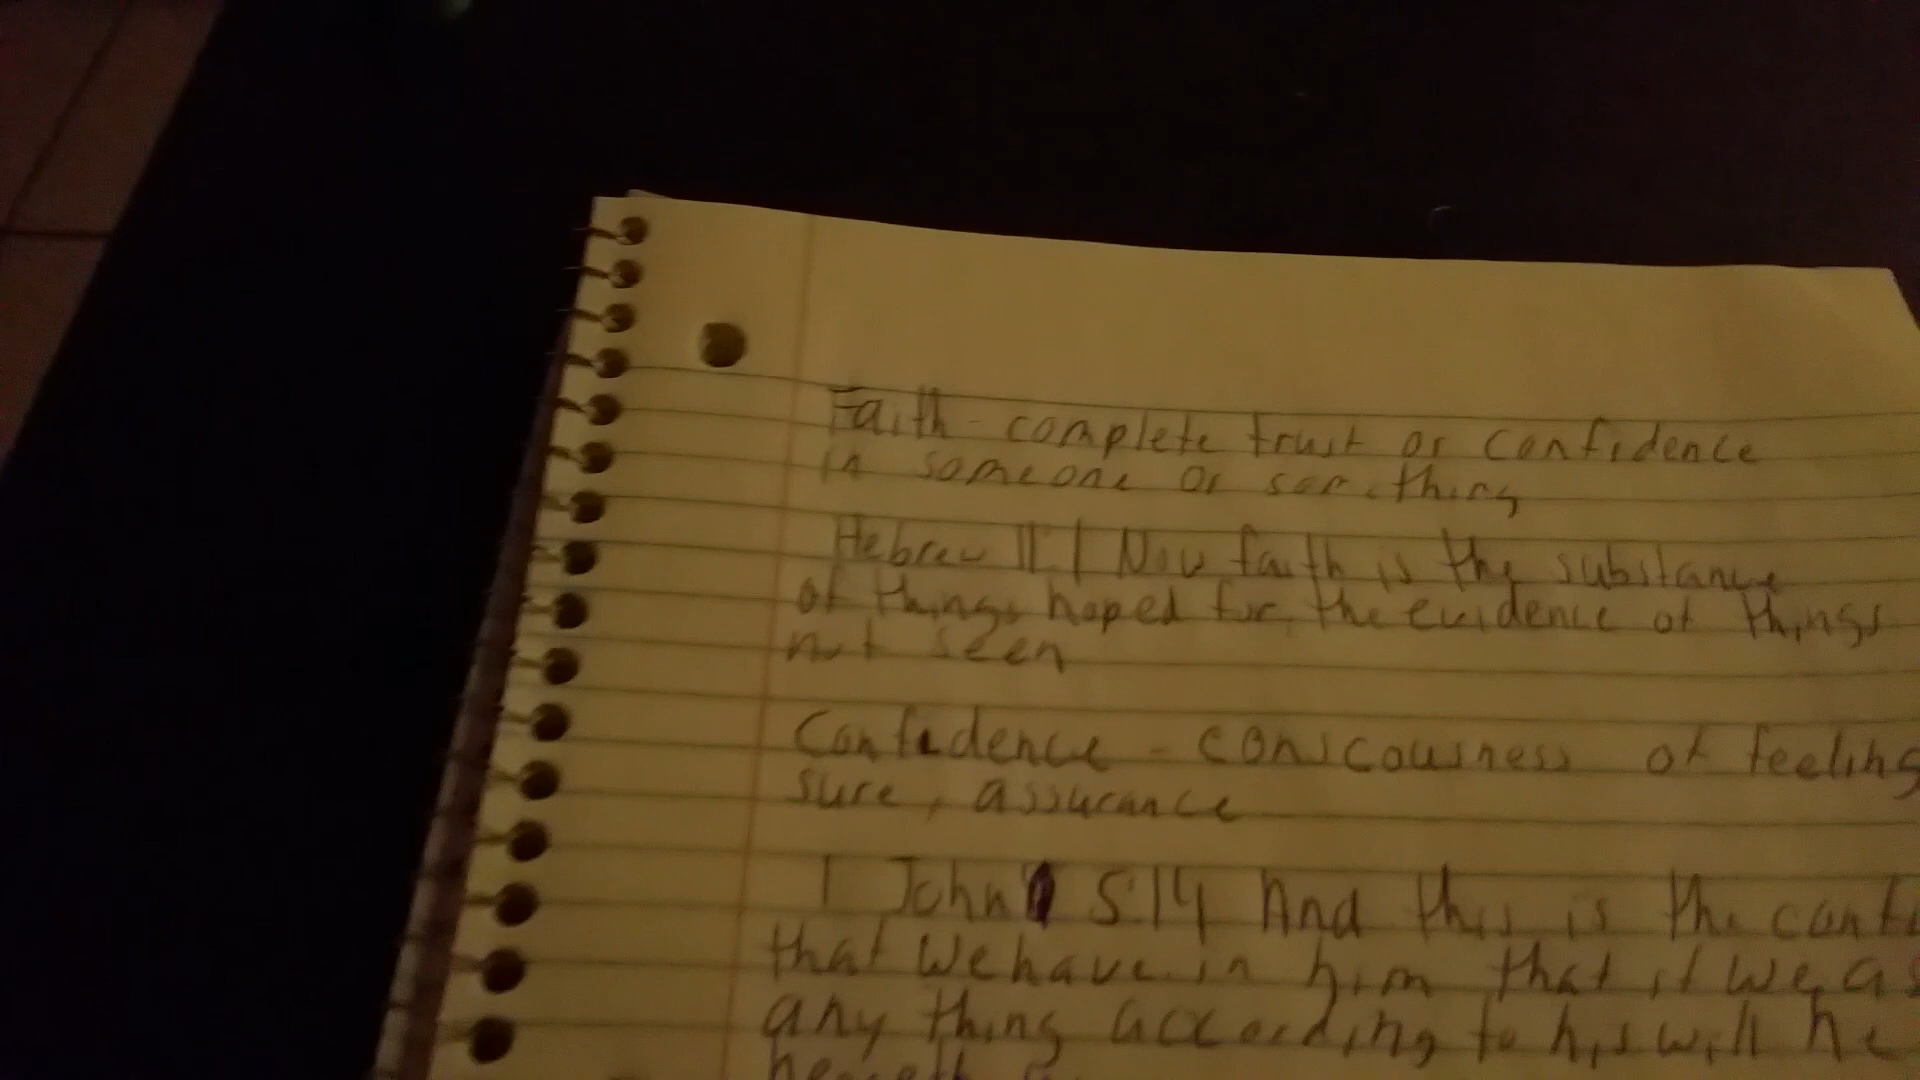 Faith - complete trust or confidence
in someone or something
Hebrew 11:1 Now faith is the substance
of things hoped for, the evidence of things
not seen
Confidence - conscousness of feeling
sure, assurance
1 John 5:14 And this is the
that we have in him that if we
any thing according to his will he
heareth